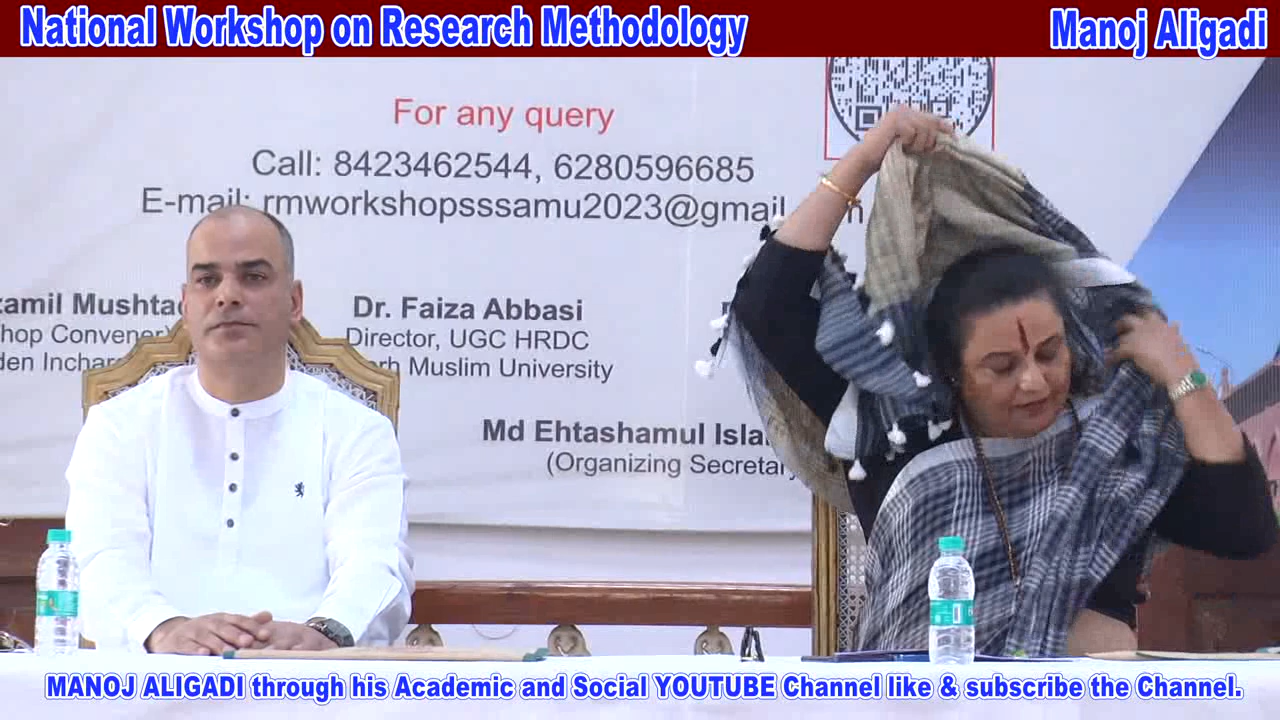 National Workshop on Research Methodology
Manoj Aligadi
For any query
Call: 8423462544, 6280596685
E-mail: rmworkshopsssamu2023@gmail
Dr. Faiza Abbasi
Director, UGC HRDC
Muslim University
Md Ehtashamul
(Organizing
MANOJ ALIGADI through his Academic and Social YOUTUBE Channel like & subscribe the Channel.